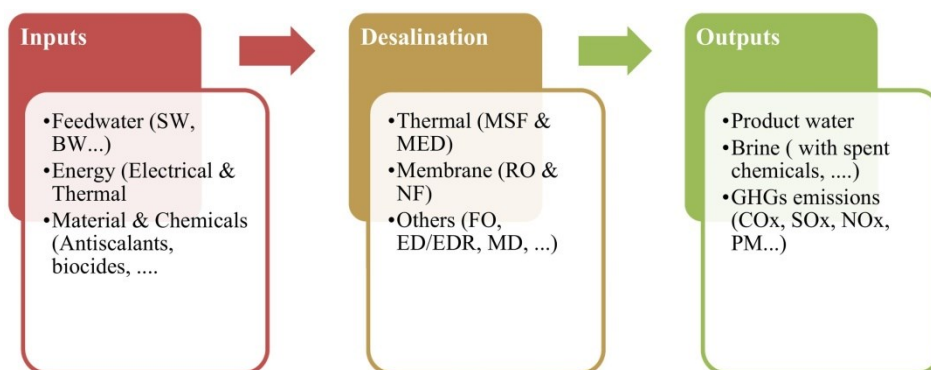 Inputs
•Feedwater (SW,
BW...)
•Energy (Electrical &
Thermal
•Material & Chemicals
(Antiscalants,
biocides, ....
Desalination
•Thermal (MSF &
MED)
•Membrane (RO &
NF)
•Others (FO,
ED/EDR, MD, ...)
Outputs
•Product water
•Brine ( with spent
chemicals, ....)
•GHGs emissions
(COx, SOx, NOx,
PM...)